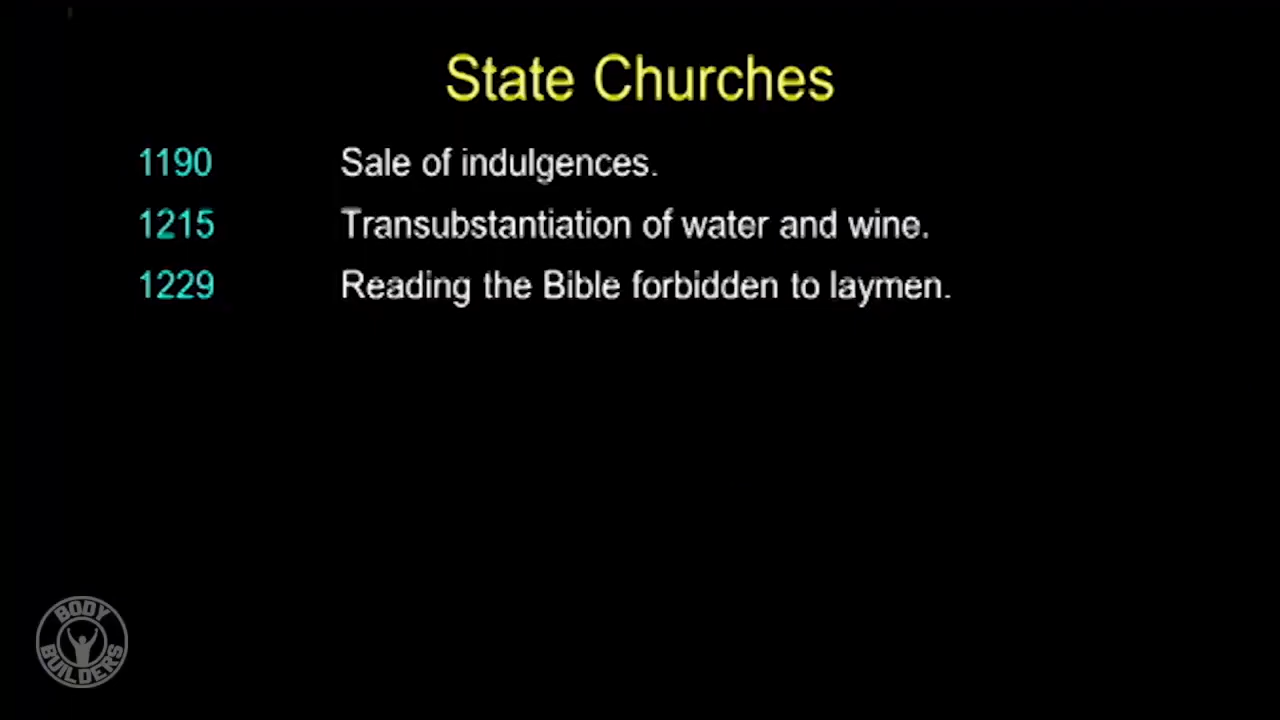 State Churches
1190 Sale of indulgences.
1215 Transubstantiation of water and wine.
1229 Reading the Bible forbidden to laymen.
BODY
BUILDERS